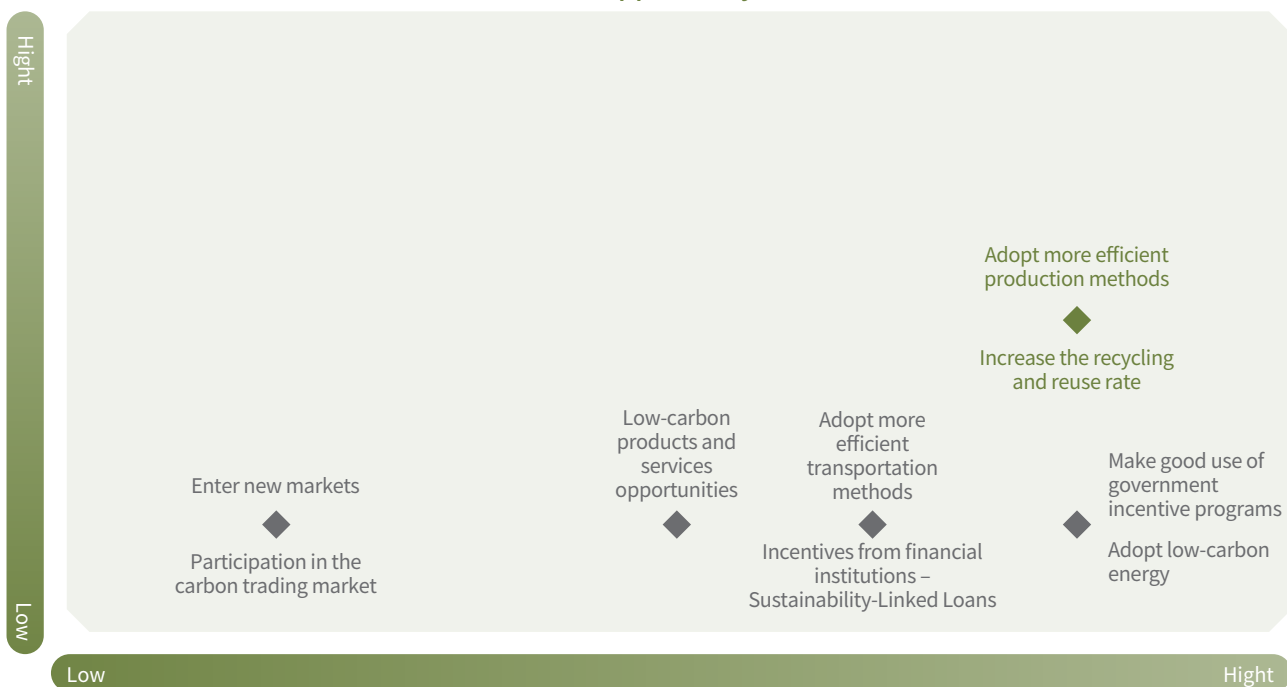 Hight
Adopt more efficient
production methods
Increase the recycling
and reuse rate
Low-carbon
products and
services
opportunities
Adopt more
efficient
transportation
methods
Make good use of
government
incentive programs
Enter new markets
Participation in the
carbon trading market
Incentives from financial
institutions –
Sustainability-Linked Loans
Adopt low-carbon
energy
Low
Low
Hight